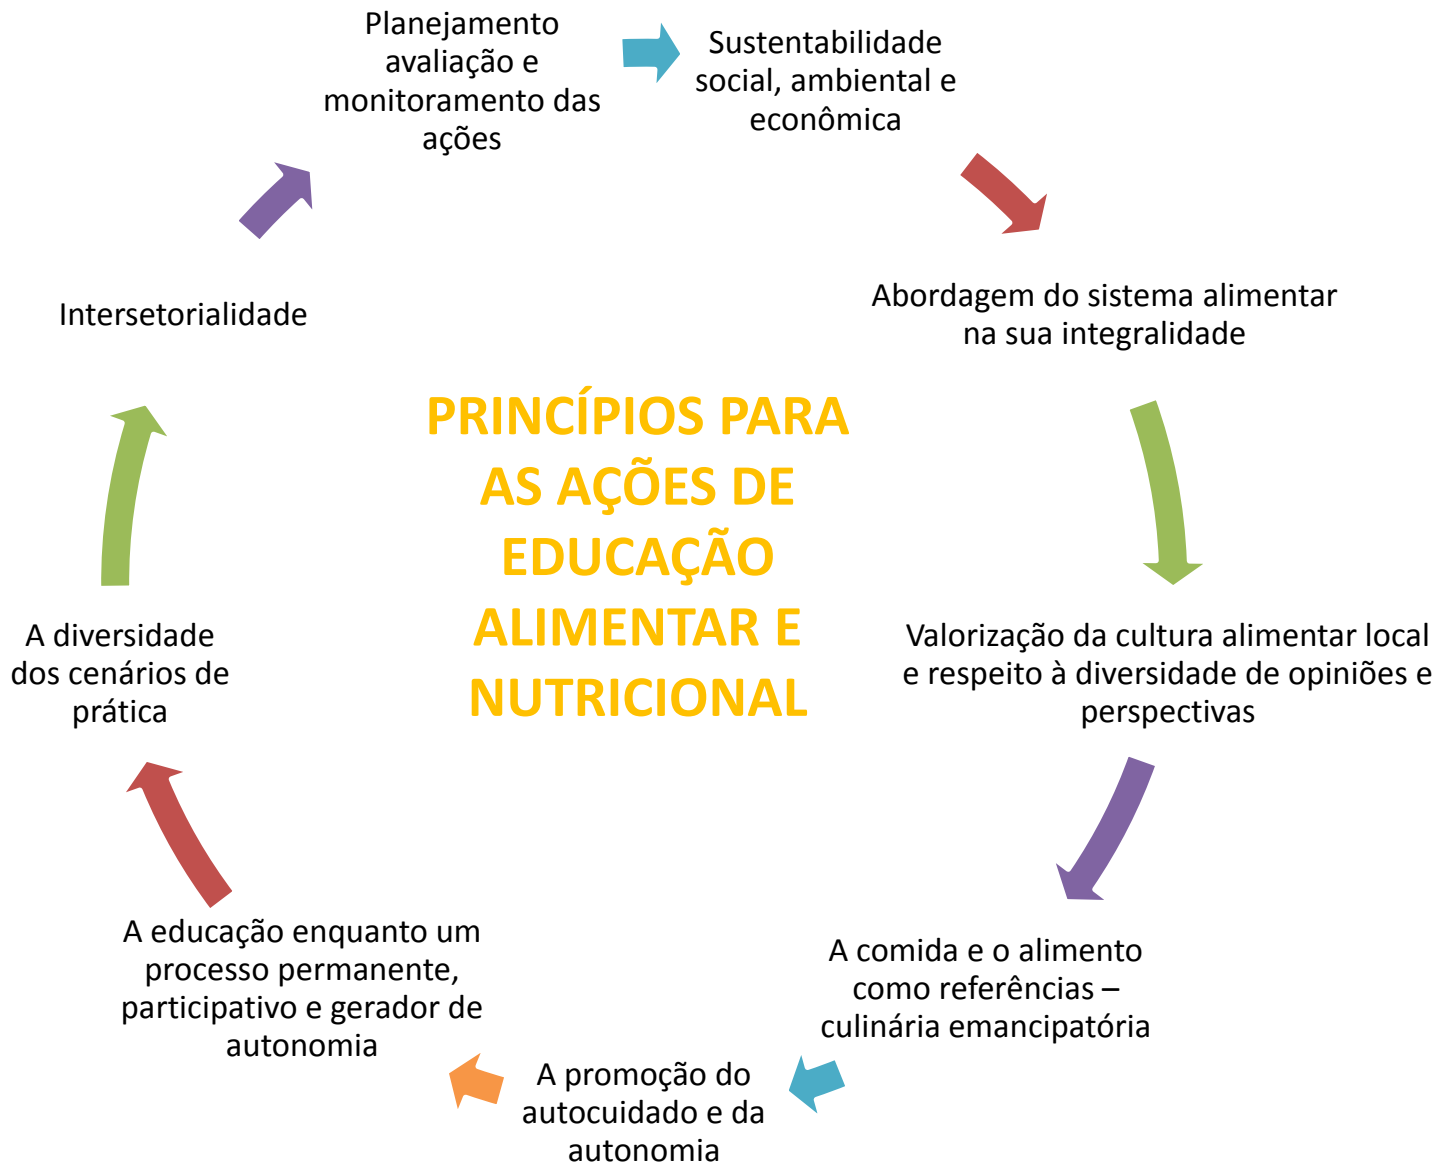 Planejamento
avaliação e
monitoramento das
ações
Sustentabilidade
social, ambiental e
econômica
Abordagem do sistema alimentar
na sua integralidade
Valorização da cultura alimentar local
e respeito à diversidade de opiniões e
perspectivas
A comida e o alimento
como referências –
culinária emancipatória
A promoção do
autocuidado e da
autonomia
A educação enquanto um
processo permanente,
participativo e gerador de
autonomia
A diversidade
dos cenários de
prática
Intersetorialidade
PRINCÍPIOS PARA
AS AÇÕES DE
EDUCAÇÃO
ALIMENTAR E
NUTRICIONAL